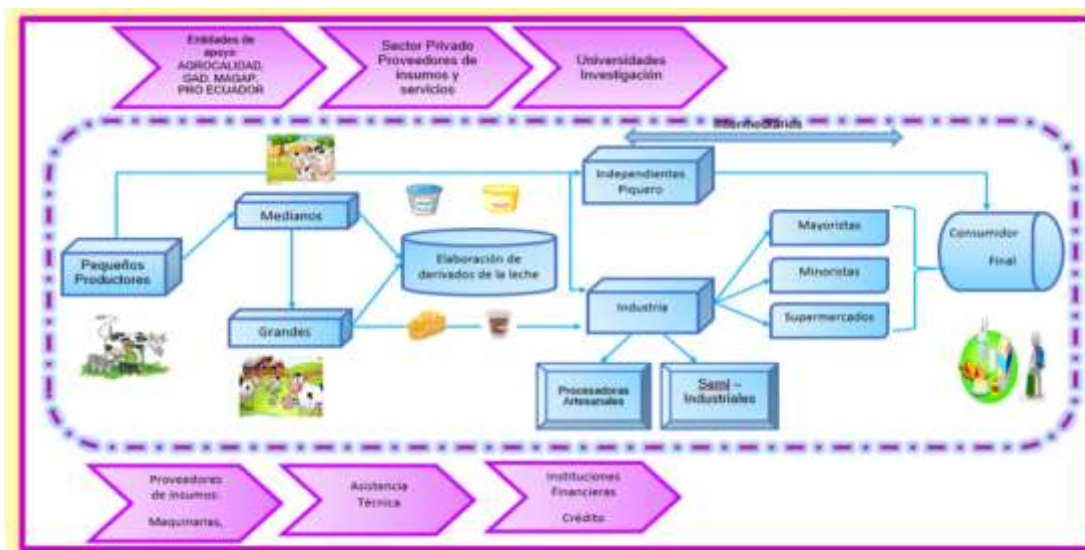 Entidades de
apoyo:
AGROCALIDAD,
GAD, MAGAP,
PRO ECUADOR
Sector Privado
Proveedores de
insumos y
servicios
Universidades
Investigación
Intermediarios
Independientes
Piquero
Medianos
Mayoristas
Consumidor
Final
Pequeños
Productores
Elaboración de
derivados de la leche
Minoristas
Industria
Grandes
Supermercados
Procesadoras
Artesanales
Semi –
Industriales
Proveedores
de insumos:
Maquinarias,
Asistencia
Técnica
Instituciones
Financieras
Crédito